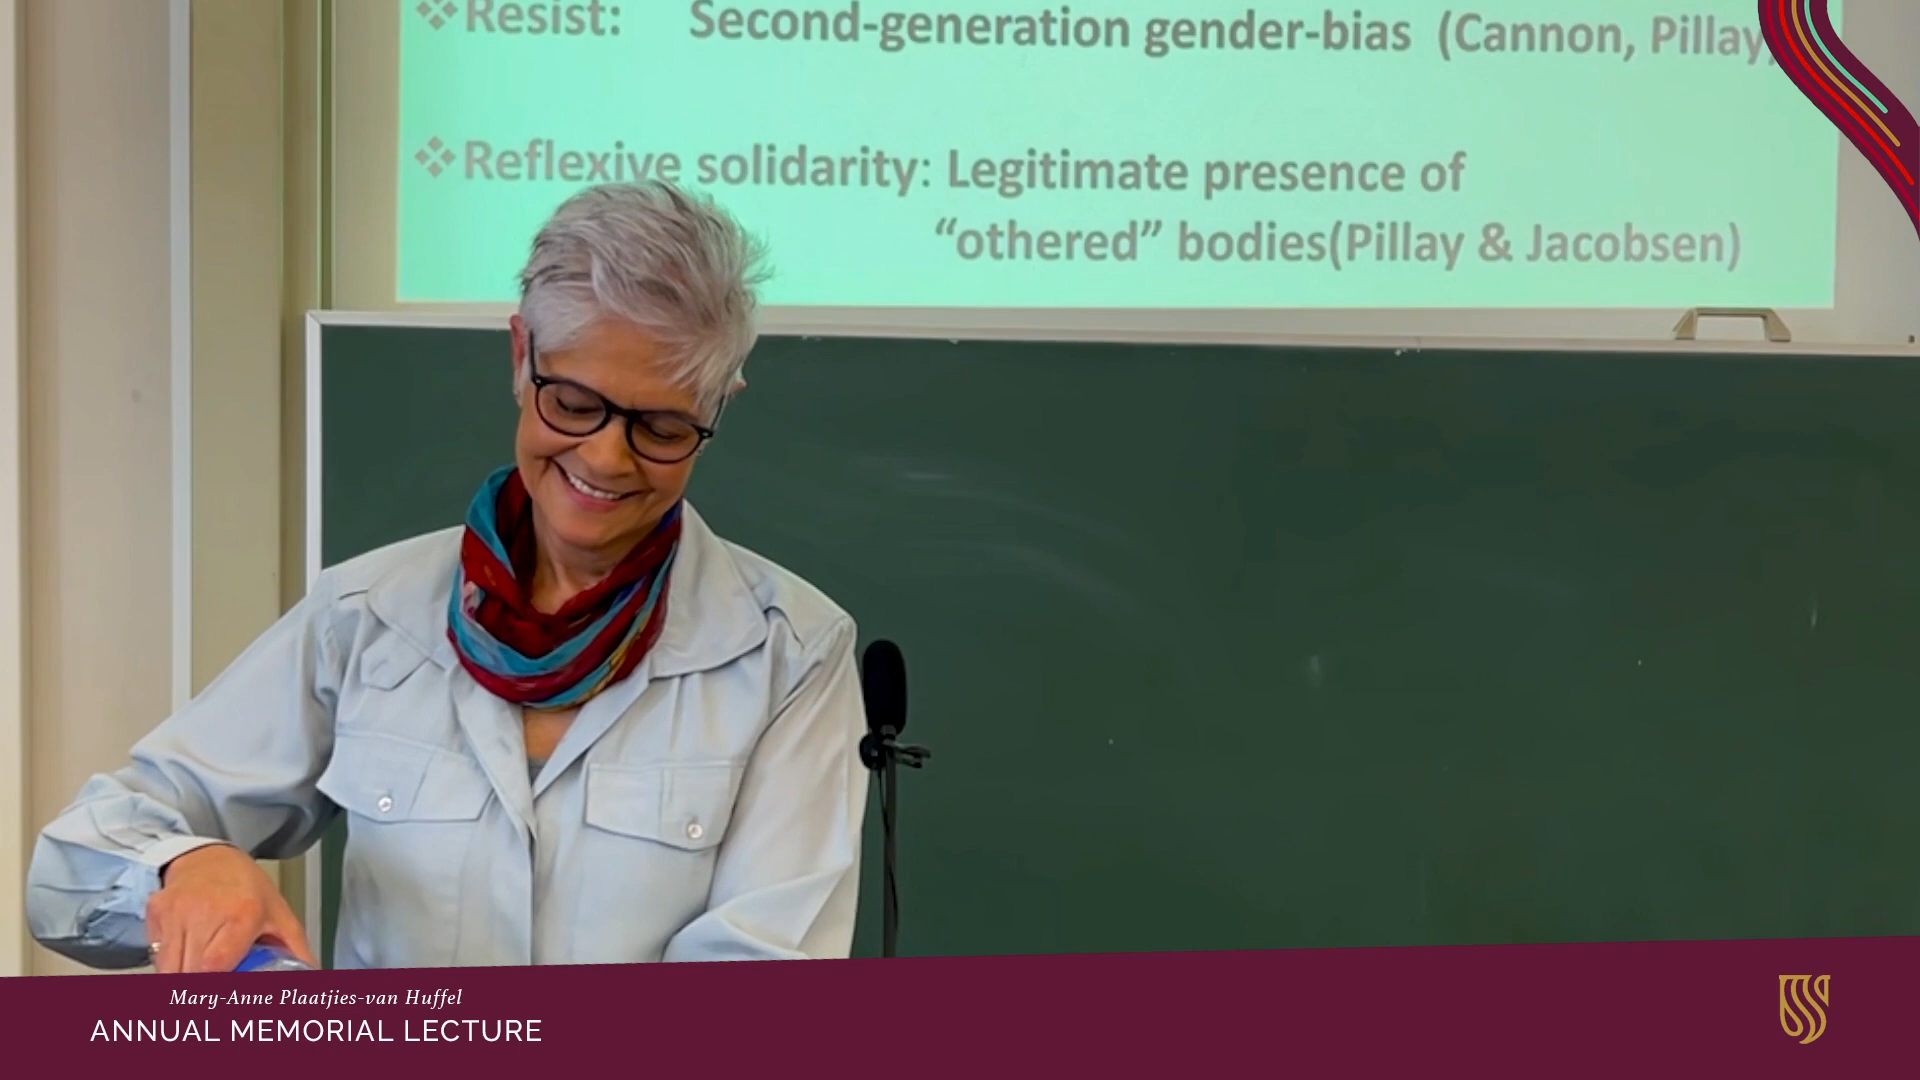 ❖Resist: Second-generation gender-bias (Cannon, Pillay,
❖Reflexive solidarity: Legitimate presence of
“othered” bodies(Pillay & Jacobsen)
Mary-Anne Plaatjies-van Huffel
ANNUAL MEMORIAL LECTURE